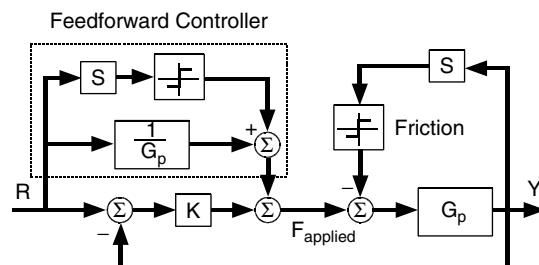 Feedforward Controller
S
S
1
G_p
+
Friction
Σ
R
–
Y
Σ
K
Σ
Σ
G_p
–
F_applied